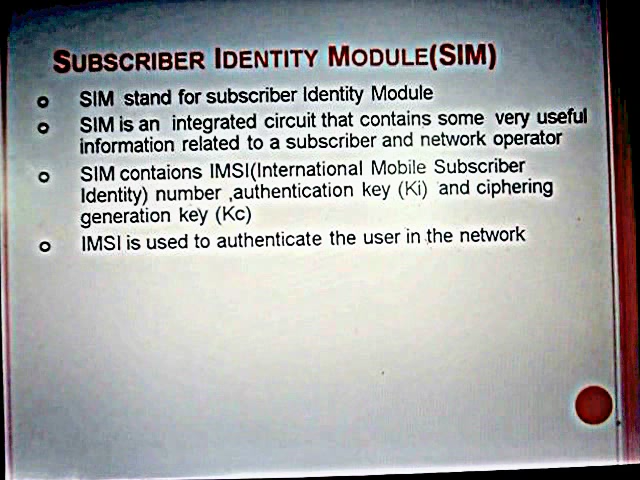 SUBSCRIBER IDENTITY MODULE(SIM)
SIM stand for subscriber Identity Module
SIM is an integrated circuit that contains some very useful
information related to a subscriber and network operator
SIM contaions IMSI(International Mobile Subscriber
Identity) number ,authentication key (Ki) and ciphering
generation key (Kc)
IMSI is used to authenticate the user in the network